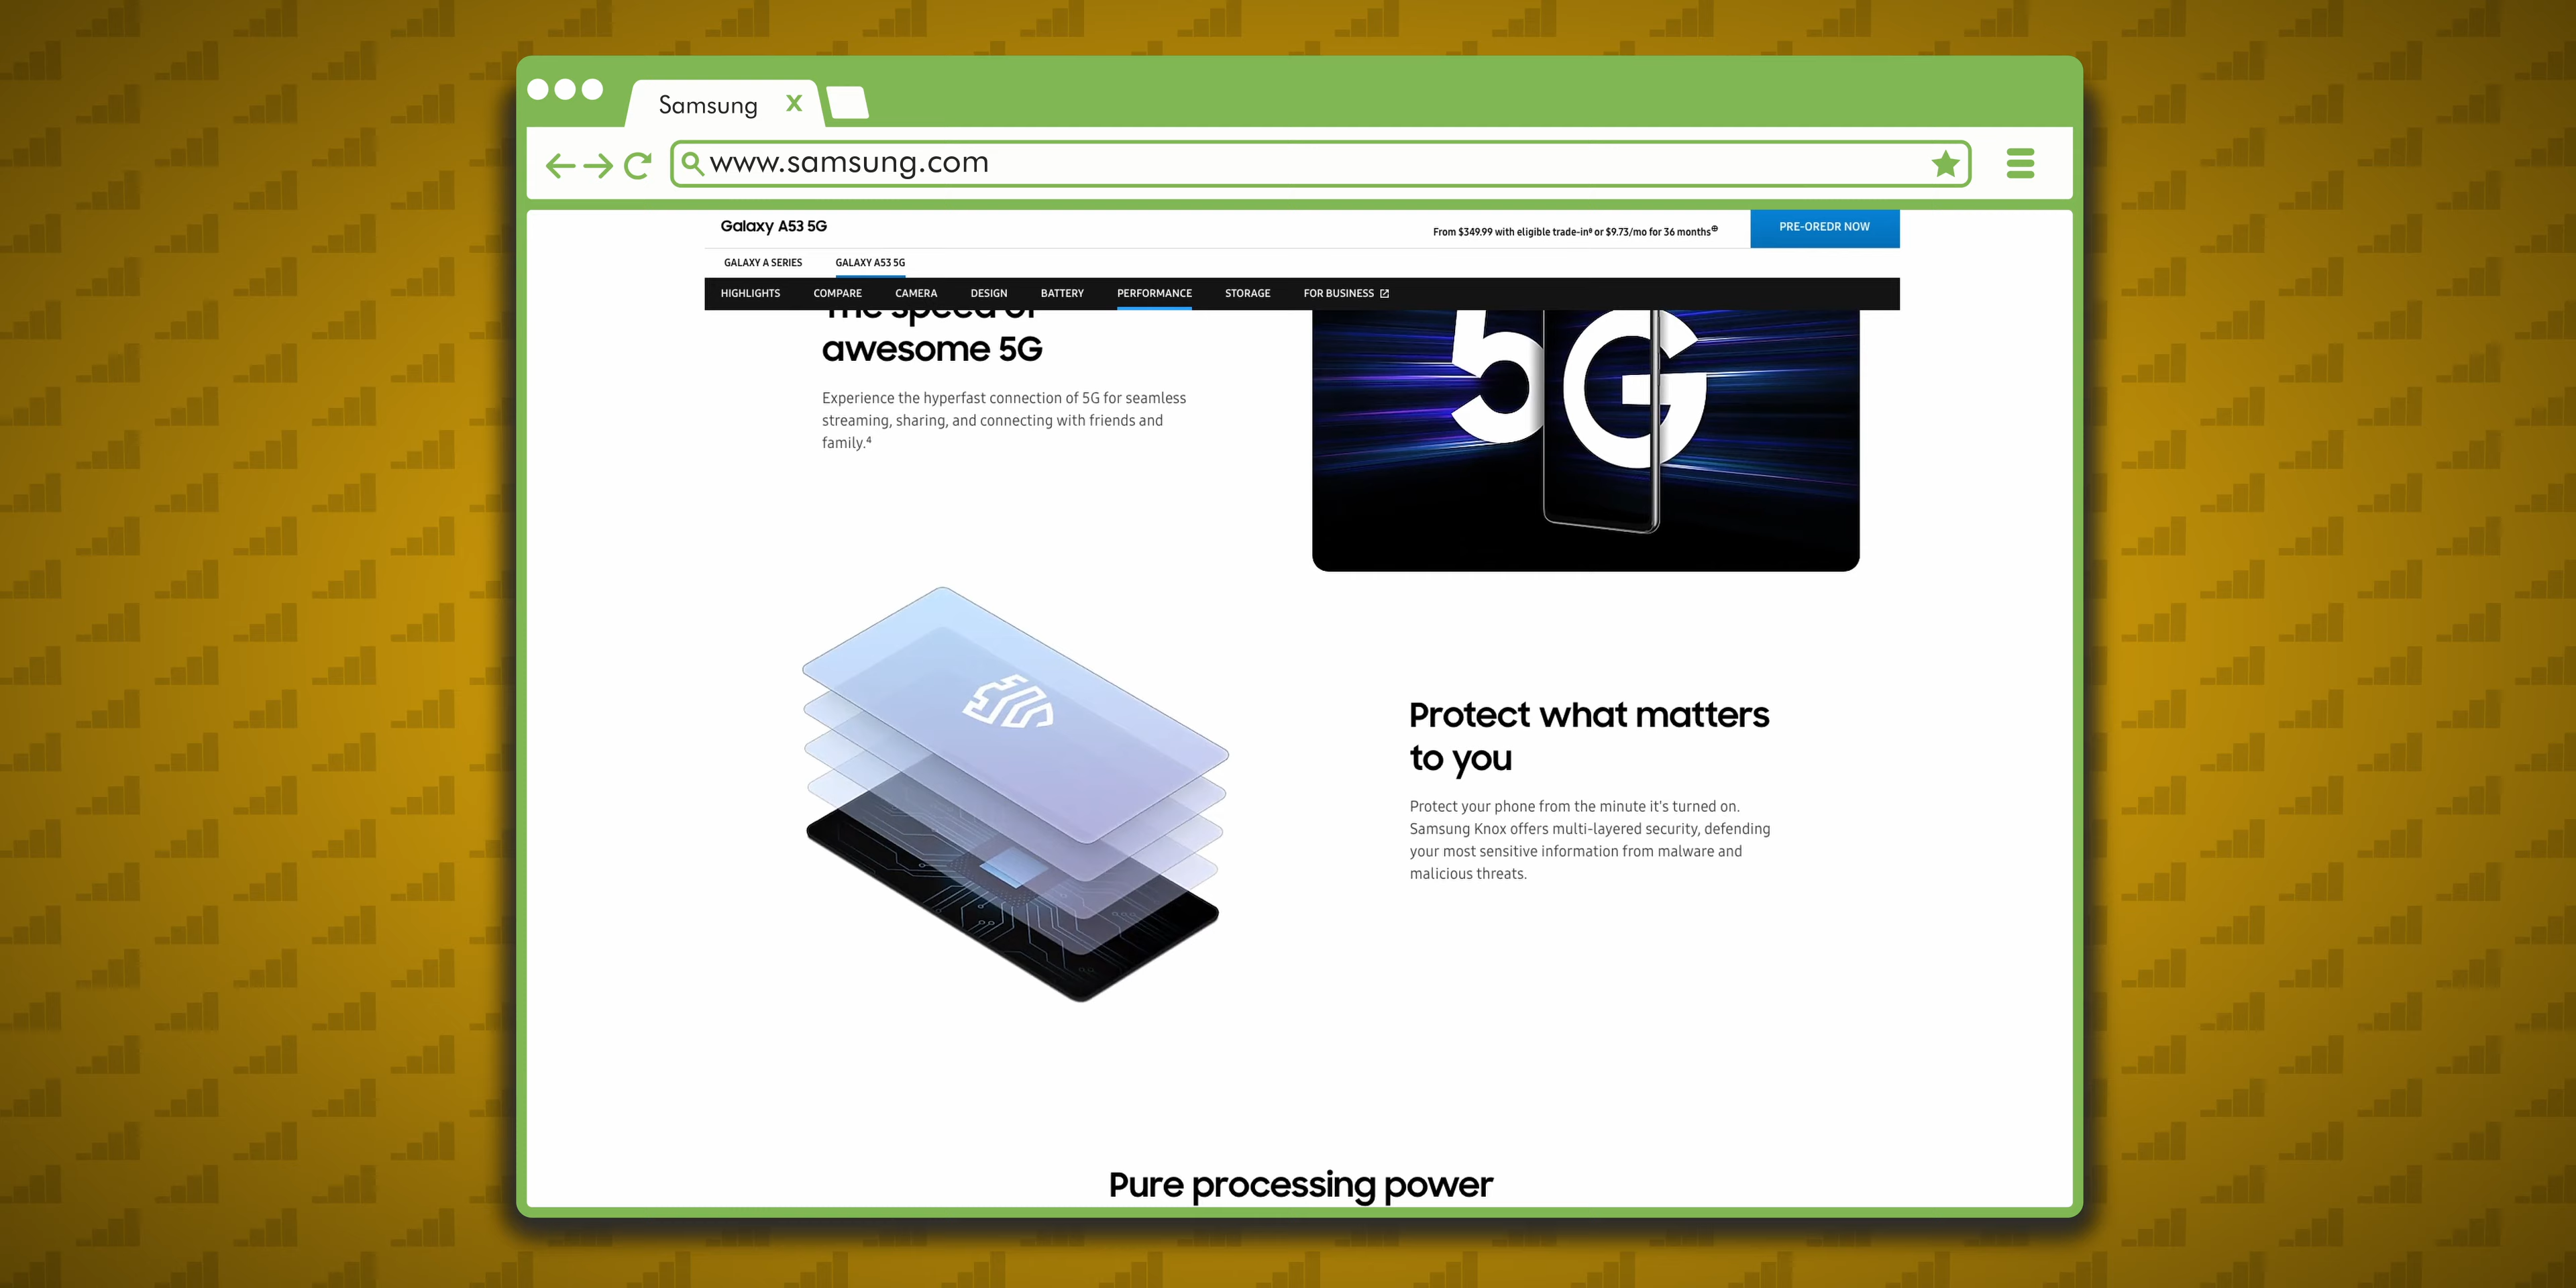 Samsung X
www.samsung.com
Galaxy A53 5G
From $349.99 with eligible trade-inᶿ or $9.73/mo for 36 months⊕
PRE-OREDR NOW
GALAXY A SERIES GALAXY A53 5G
HIGHLIGHTS COMPARE CAMERA DESIGN BATTERY PERFORMANCE STORAGE FOR BUSINESS
The speed of
awesome 5G
Experience the hyperfast connection of 5G for seamless
streaming, sharing, and connecting with friends and
family.⁴
5G
Protect what matters
to you
Protect your phone from the minute it's turned on.
Samsung Knox offers multi-layered security, defending
your most sensitive information from malware and
malicious threats.
Pure processing power